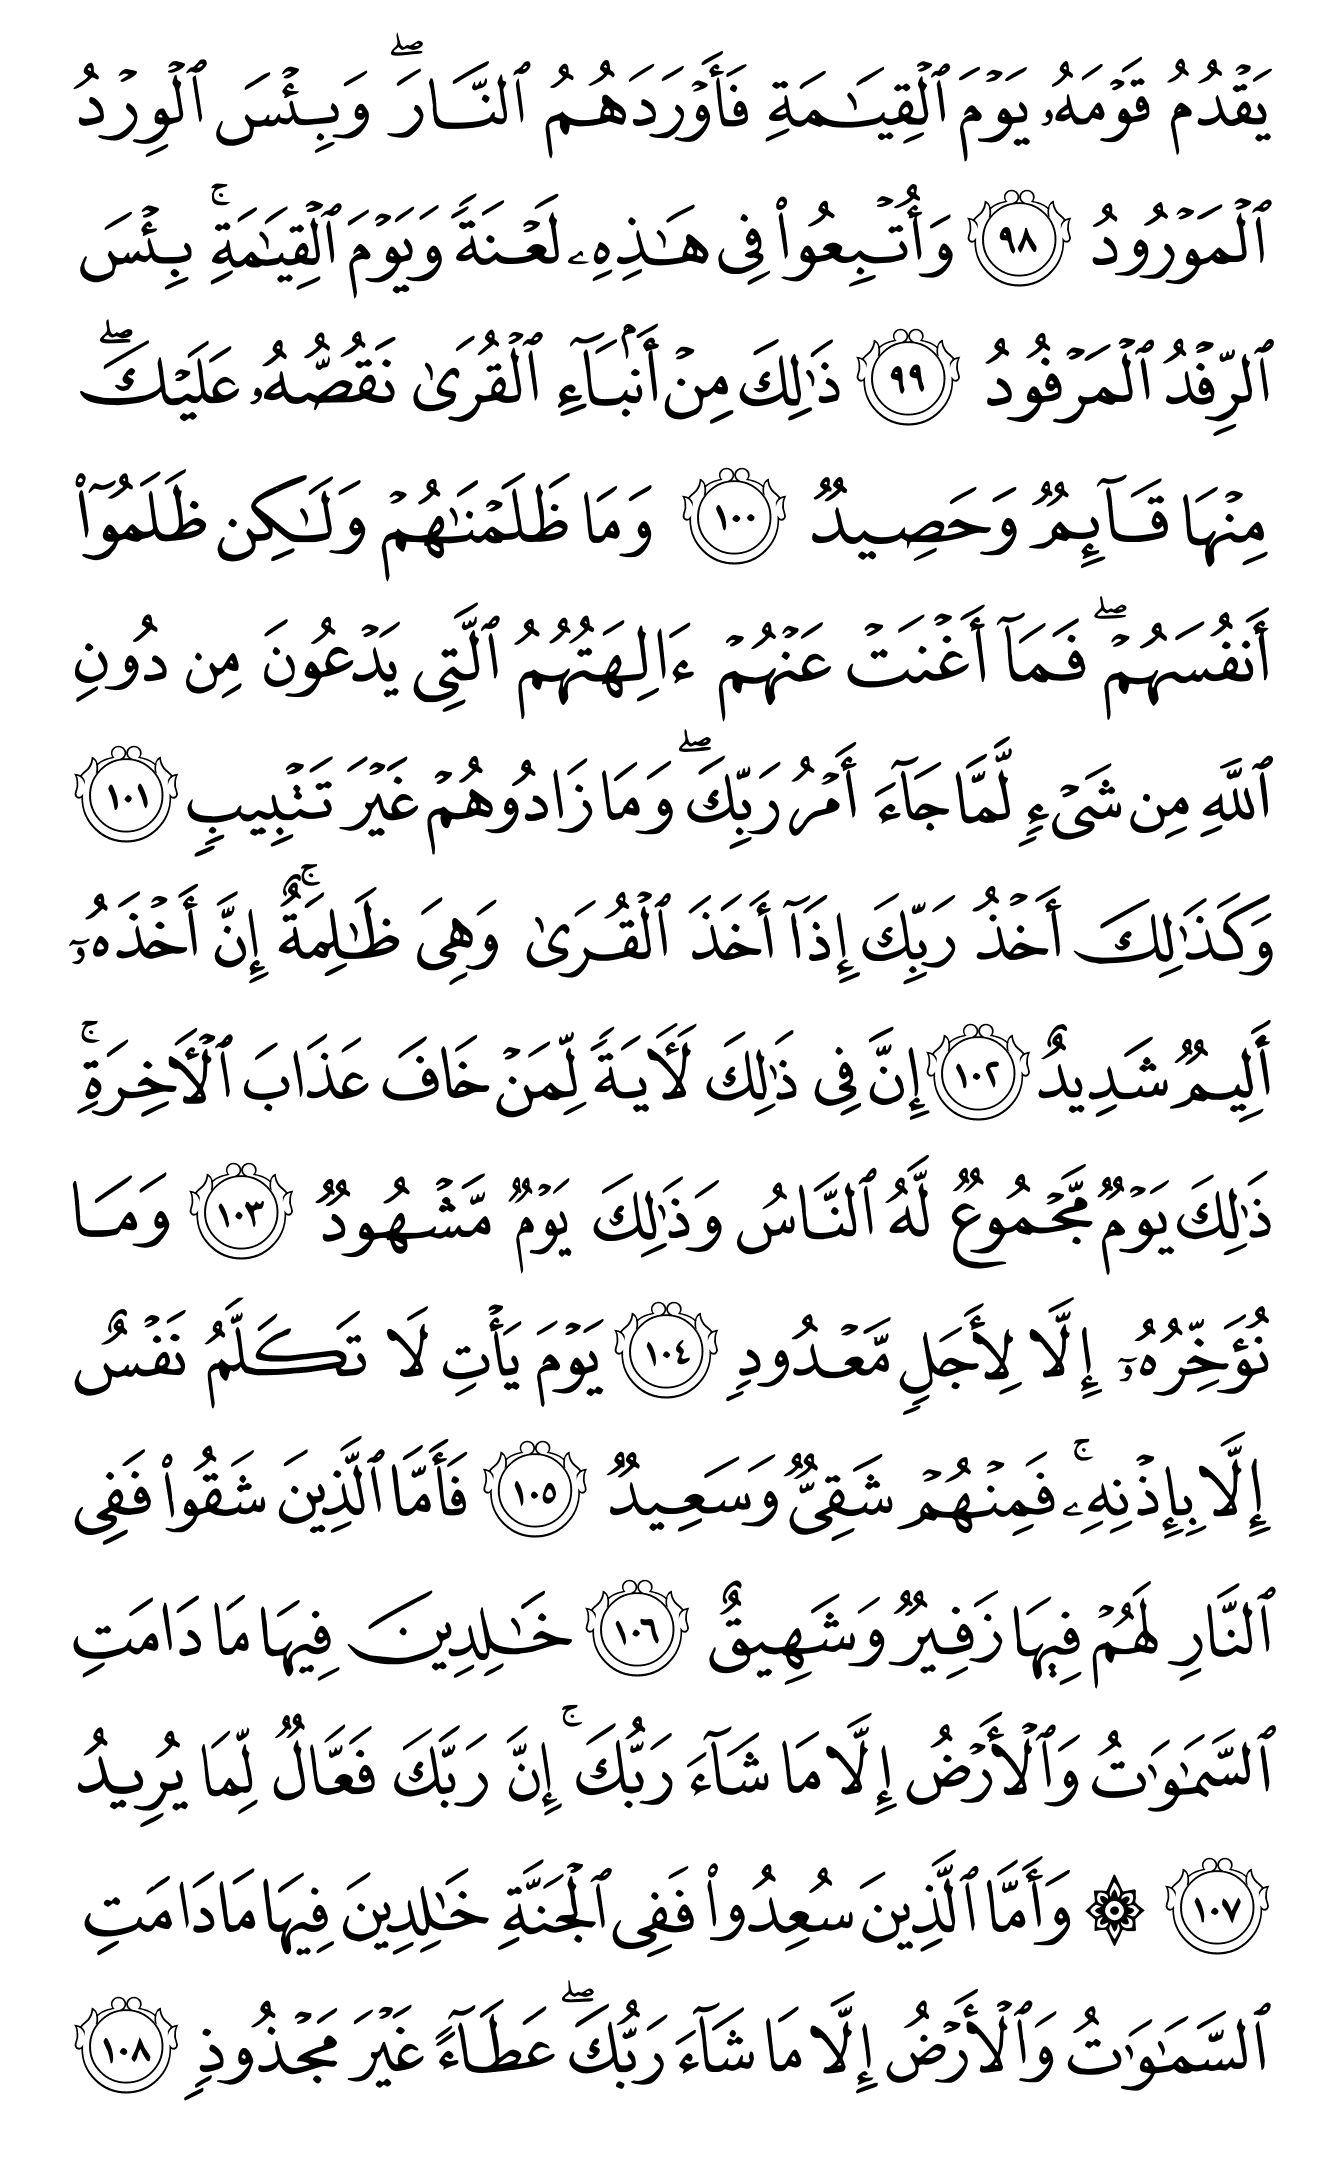 يَقۡدُمُ قَوۡمَهُۥ يَوۡمَ ٱلۡقِيَٰمَةِ فَأَوۡرَدَهُمُ ٱلنَّارَۖ وَبِئۡسَ ٱلۡوِرۡدُ
ٱلۡمَوۡرُودُ ٩٨ وَأُتۡبِعُواْ فِي هَٰذِهِۦ لَعۡنَةٗ وَيَوۡمَ ٱلۡقِيَٰمَةِۚ بِئۡسَ
ٱلرِّفۡدُ ٱلۡمَرۡفُودُ ٩٩ ذَٰلِكَ مِنۡ أَنۢبَآءِ ٱلۡقُرَىٰ نَقُصُّهُۥ عَلَيۡكَۖ
مِنۡهَا قَآئِمٞ وَحَصِيدٞ ١٠٠ وَمَا ظَلَمۡنَٰهُمۡ وَلَٰكِن ظَلَمُوٓاْ
أَنفُسَهُمۡۖ فَمَآ أَغۡنَتۡ عَنۡهُمۡ ءَالِهَتُهُمُ ٱلَّتِي يَدۡعُونَ مِن دُونِ
ٱللَّهِ مِن شَيۡءٖ لَّمَّا جَآءَ أَمۡرُ رَبِّكَۖ وَمَا زَادُوهُمۡ غَيۡرَ تَتۡبِيبٖ ١٠١
وَكَذَٰلِكَ أَخۡذُ رَبِّكَ إِذَآ أَخَذَ ٱلۡقُرَىٰ وَهِيَ ظَٰلِمَةٌۚ إِنَّ أَخۡذَهُۥٓ
أَلِيمٞ شَدِيدٌ ١٠٢ إِنَّ فِي ذَٰلِكَ لَأٓيَةٗ لِّمَنۡ خَافَ عَذَابَ ٱلۡأٓخِرَةِۚ
ذَٰلِكَ يَوۡمٞ مَّجۡمُوعٞ لَّهُ ٱلنَّاسُ وَذَٰلِكَ يَوۡمٞ مَّشۡهُودٞ ١٠٣ وَمَا
نُؤَخِّرُهُۥٓ إِلَّا لِأَجَلٖ مَّعۡدُودٖ ١٠٤ يَوۡمَ يَأۡتِ لَا تَكَلَّمُ نَفۡسٌ
إِلَّا بِإِذۡنِهِۦۚ فَمِنۡهُمۡ شَقِيّٞ وَسَعِيدٞ ١٠٥ فَأَمَّا ٱلَّذِينَ شَقُواْ فَفِي
ٱلنَّارِ لَهُمۡ فِيهَا زَفِيرٞ وَشَهِيقٌ ١٠٦ خَٰلِدِينَ فِيهَا مَا دَامَتِ
ٱلسَّمَٰوَٰتُ وَٱلۡأَرۡضُ إِلَّا مَا شَآءَ رَبُّكَۚ إِنَّ رَبَّكَ فَعَّالٞ لِّمَا يُرِيدُ
١٠٧ ۞ وَأَمَّا ٱلَّذِينَ سُعِدُواْ فَفِي ٱلۡجَنَّةِ خَٰلِدِينَ فِيهَا مَا دَامَتِ
ٱلسَّمَٰوَٰتُ وَٱلۡأَرۡضُ إِلَّا مَا شَآءَ رَبُّكَۖ عَطَآءً غَيۡرَ مَجۡذُوذٖ ١٠٨